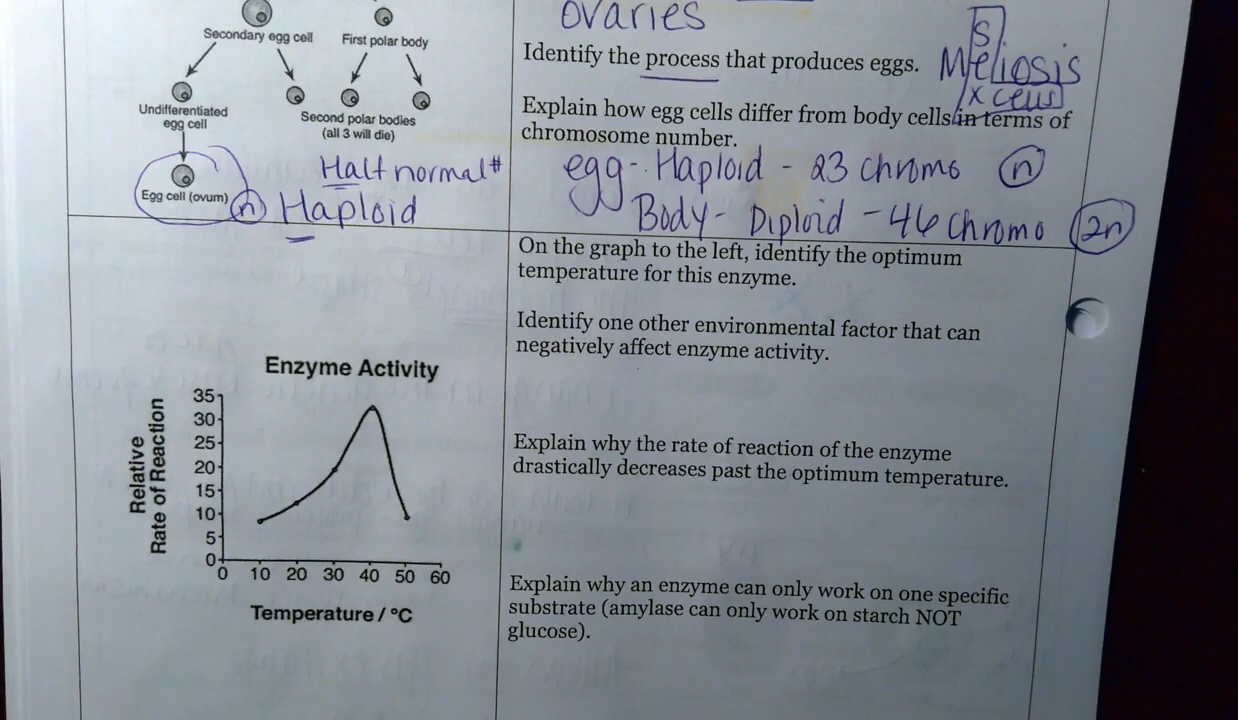 Secondary egg cell
First polar body
Undifferentiated
egg cell
Second polar bodies
(all 3 will die)
Egg cell (ovum)
n
Half normal#
Haploid
ovaries
Identify the process that produces eggs.
s
Meiosis
x cells
Explain how egg cells differ from body cells in terms of
chromosome number.
egg - Haploid - 23 chromo n
Body - Diploid - 46 chromo 2n
Enzyme Activity
Relative
Rate of Reaction
35
30
25
20
15
10
5
0
0 10 20 30 40 50 60
Temperature / °C
On the graph to the left, identify the optimum
temperature for this enzyme.
Identify one other environmental factor that can
negatively affect enzyme activity.
Explain why the rate of reaction of the enzyme
drastically decreases past the optimum temperature.
Explain why an enzyme can only work on one specific
substrate (amylase can only work on starch NOT
glucose).